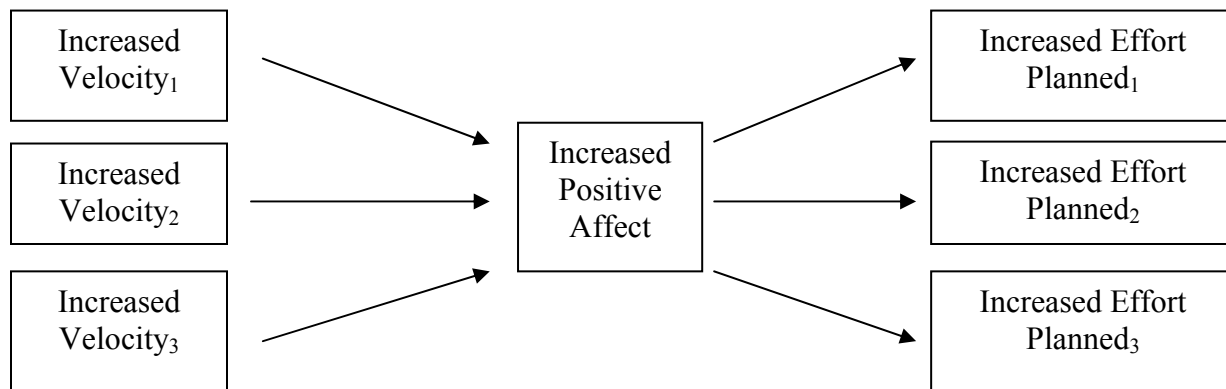 Increased
Velocity₁
Increased
Velocity₂
Increased
Velocity₃
Increased
Positive
Affect
Increased Effort
Planned₁
Increased Effort
Planned₂
Increased Effort
Planned₃